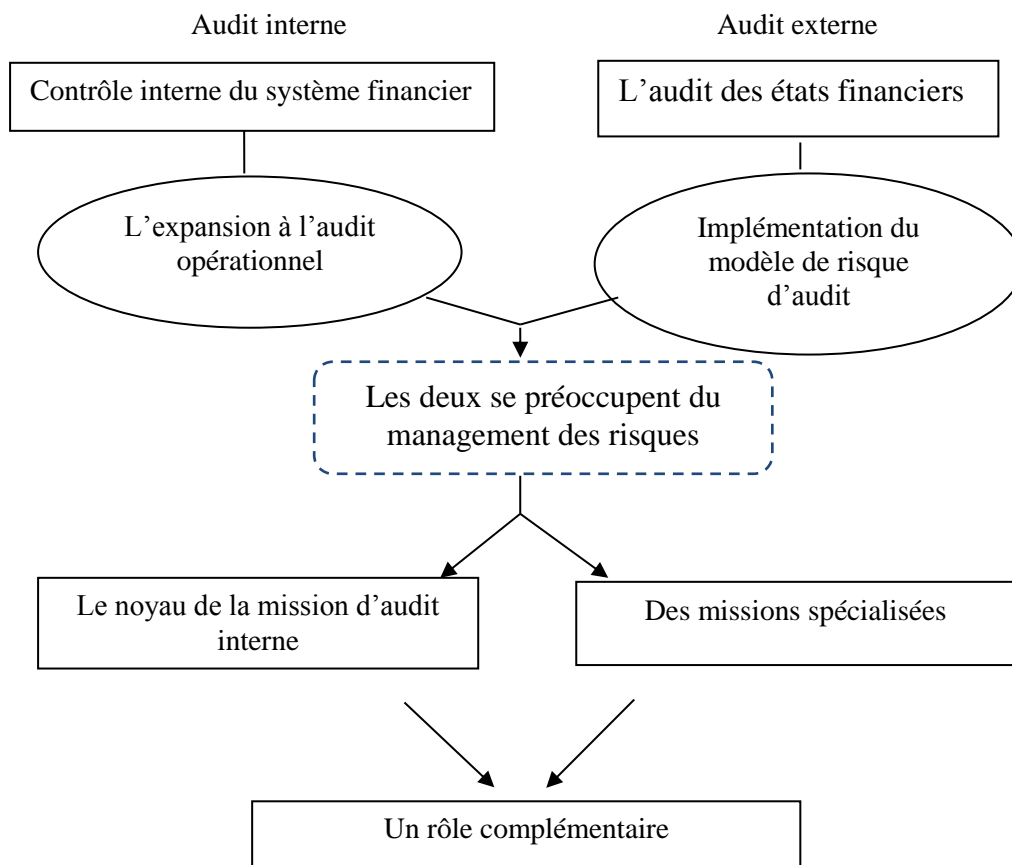 Audit interne
Audit externe
Contrôle interne du système financier
L’audit des états financiers
L’expansion à l’audit
opérationnel
Implémentation du
modèle de risque
d’audit
Les deux se préoccupent du
management des risques
Le noyau de la mission d’audit
interne
Des missions spécialisées
Un rôle complémentaire